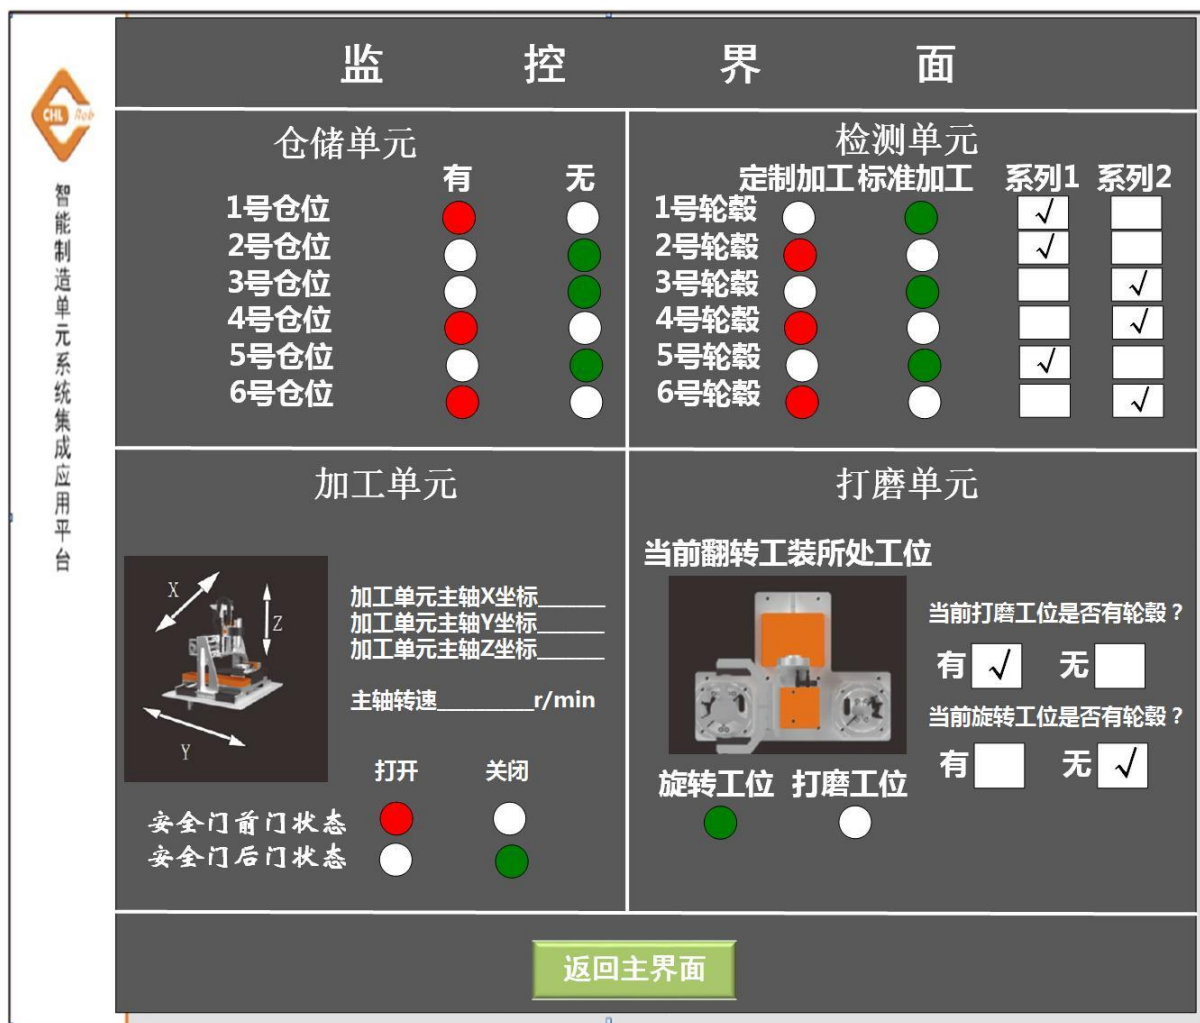 监 控 界 面
CHL Rob
智能制造单元系统集成应用平台
仓储单元
有 无
1号仓位
2号仓位
3号仓位
4号仓位
5号仓位
6号仓位
检测单元
定制加工 标准加工 系列1 系列2
1号轮毂 √
2号轮毂 √
3号轮毂 √
4号轮毂 √
5号轮毂 √
6号轮毂 √
加工单元
X
Z
Y
加工单元主轴X坐标______
加工单元主轴Y坐标______
加工单元主轴Z坐标______
主轴转速________r/min
打开 关闭
安全门前门状态
安全门后门状态
打磨单元
当前翻转工装所处工位
旋转工位 打磨工位
当前打磨工位是否有轮毂？
有 √ 无
当前旋转工位是否有轮毂？
有 无 √
返回主界面